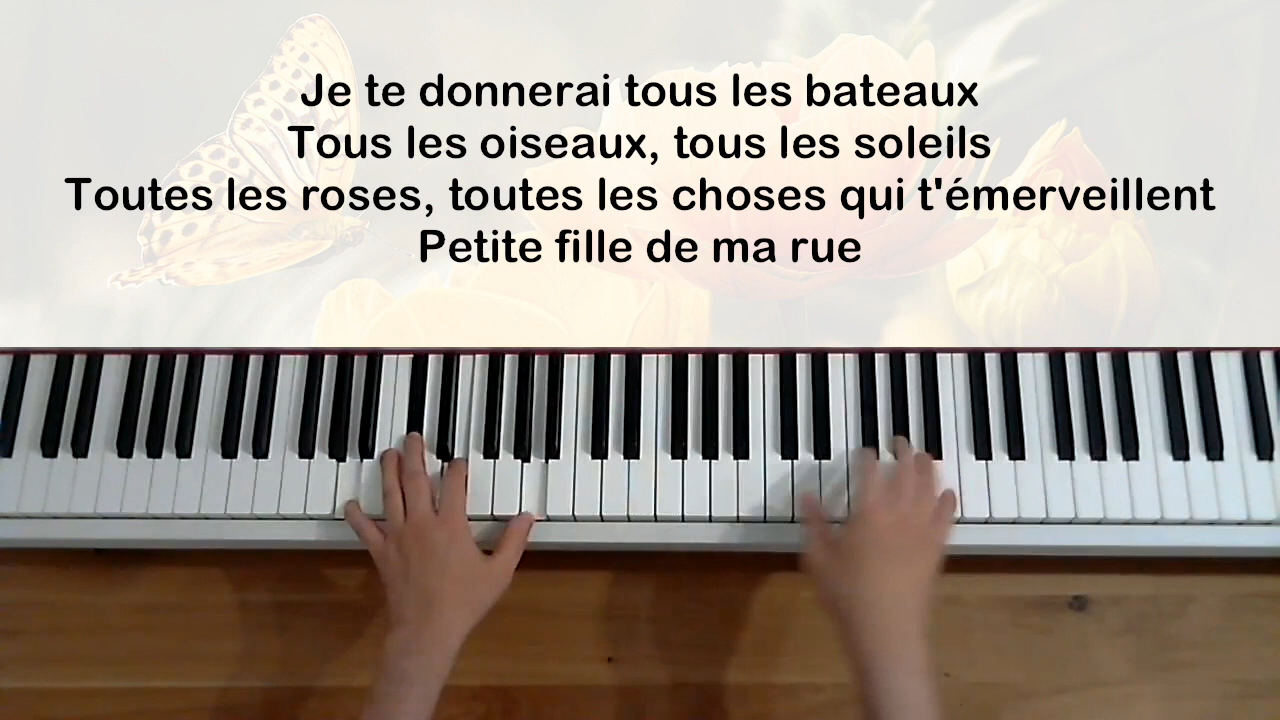 Je te donnerai tous les bateaux
Tous les oiseaux, tous les soleils
Toutes les roses, toutes les choses qui t'émerveillent
Petite fille de ma rue